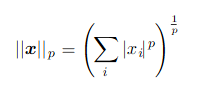 ||x||_p = (∑_i |x_i|^p)^{1/p}